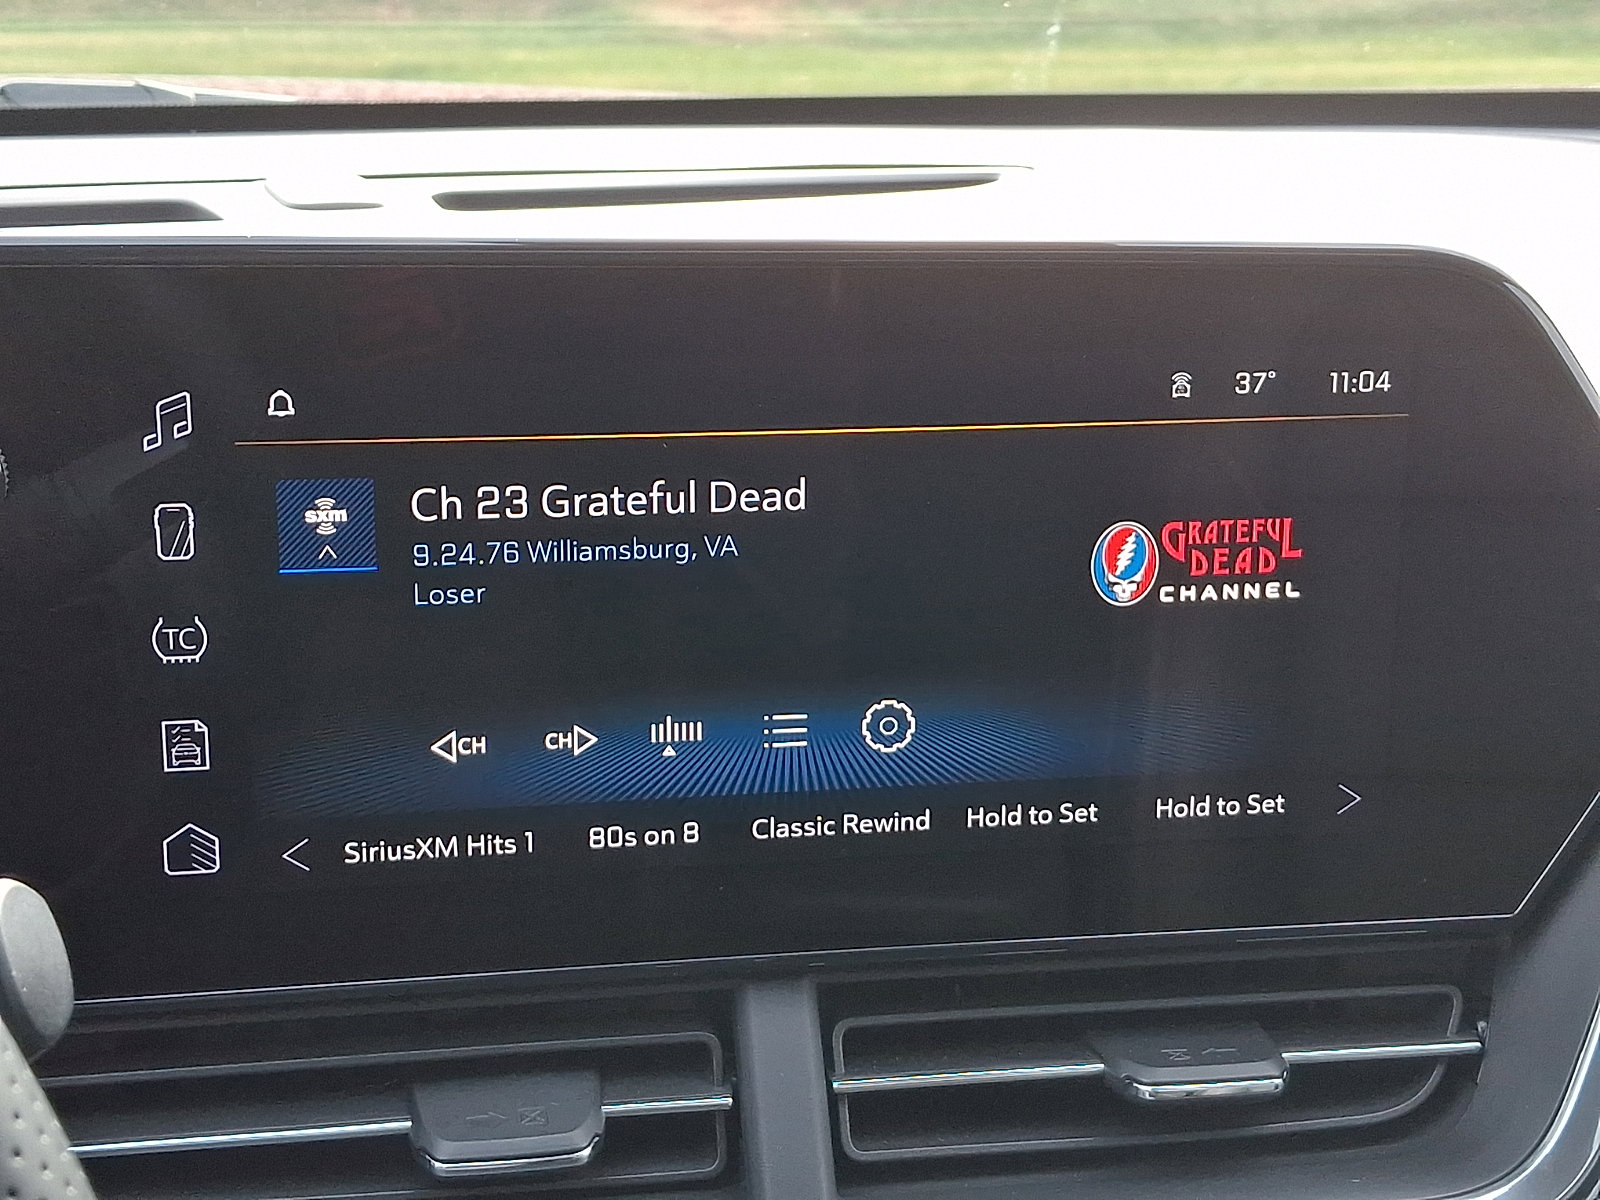 37° 11:04
sxm
Ch 23 Grateful Dead
9.24.76 Williamsburg, VA
Loser
GRATEFUL
DEAD
CHANNEL
TC
CH
CH
SiriusXM Hits 1
80s on 8
Classic Rewind
Hold to Set
Hold to Set